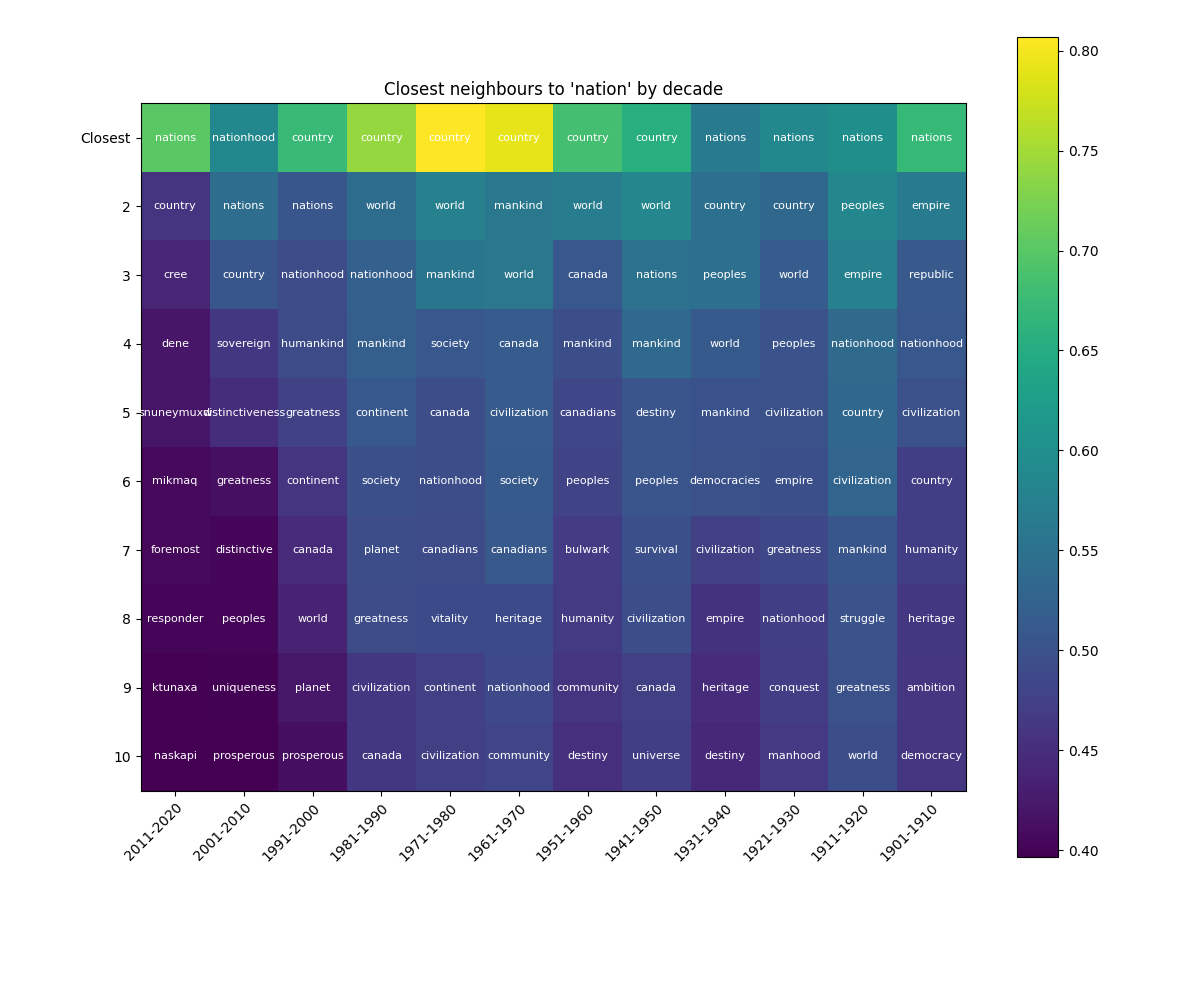 Closest neighbours to 'nation' by decade
Closest nations nationhood country country country country country country nations nations nations nations 0.80
2 country nations nations world world mankind world world country country peoples empire 0.75
3 cree country nationhood nationhood mankind world canada nations peoples world empire republic 0.70
4 dene sovereign humankind mankind society canada mankind mankind world peoples nationhood nationhood 0.65
5 distinctiveness greatness continent canada civilization canadians destiny mankind civilization country civilization 0.60
6 mikmaq greatness continent society nationhood society peoples peoples democracies empire civilization country
7 foremost distinctive canada planet canadians canadians bulwark survival civilization greatness mankind humanity 0.55
8 responder peoples world greatness vitality heritage humanity civilization empire nationhood struggle heritage 0.50
9 ktunaxa uniqueness planet civilization continent nationhood community canada heritage conquest greatness ambition
10 naskapi prosperous prosperous canada civilization community destiny universe destiny manhood world democracy 0.45
2011-2020 2001-2010 1991-2000 1981-1990 1971-1980 1961-1970 1951-1960 1941-1950 1931-1940 1921-1930 1911-1920 1901-1910 0.40